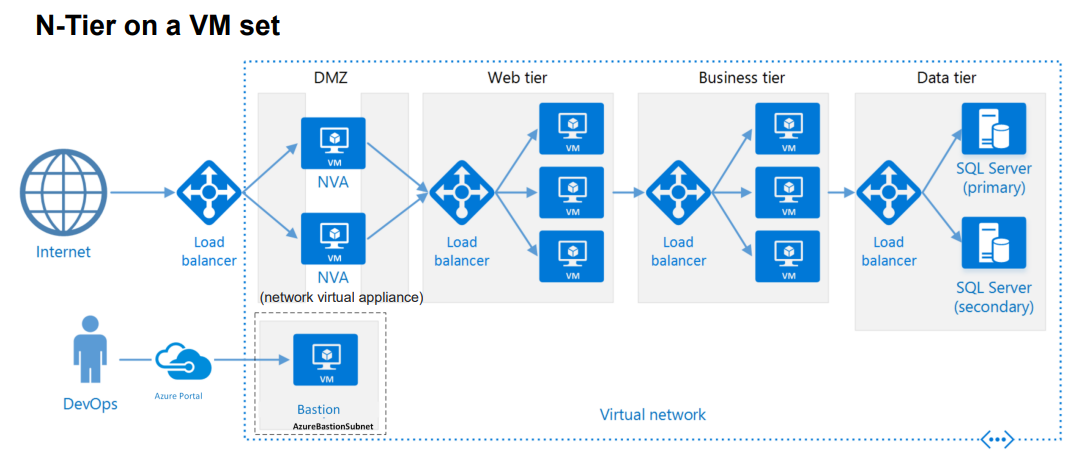 N-Tier on a VM set
DMZ
Web tier
Business tier
Data tier
VM
NVA
VM
NVA
(network virtual appliance)
Internet
Load
balancer
Load
balancer
VM
VM
VM
Load
balancer
VM
VM
VM
Load
balancer
SQL Server
(primary)
SQL Server
(secondary)
DevOps
Azure Portal
VM
Bastion
AzureBastionSubnet
Virtual network